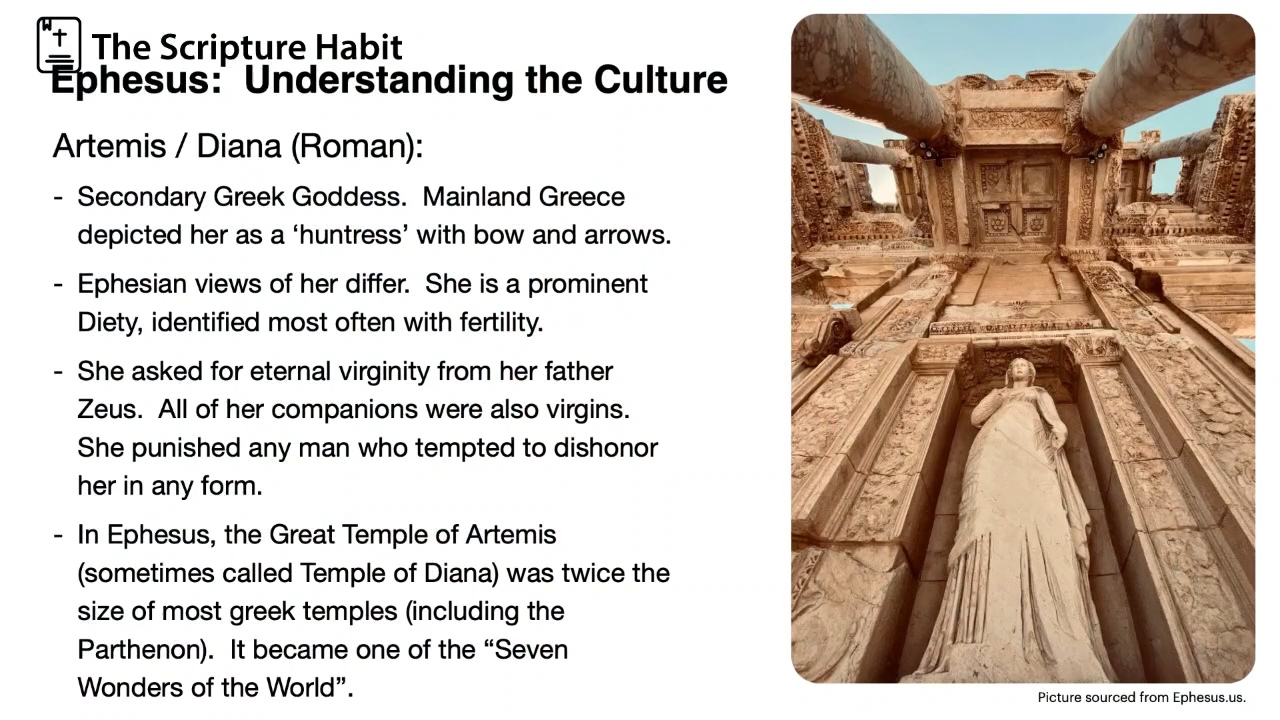 The Scripture Habit
Ephesus:  Understanding the Culture
Artemis / Diana (Roman):
- Secondary Greek Goddess.  Mainland Greece
depicted her as a ‘huntress’ with bow and arrows.
- Ephesian views of her differ.  She is a prominent
Diety, identified most often with fertility.
- She asked for eternal virginity from her father
Zeus.  All of her companions were also virgins.
She punished any man who tempted to dishonor
her in any form.
- In Ephesus, the Great Temple of Artemis
(sometimes called Temple of Diana) was twice the
size of most greek temples (including the
Parthenon).  It became one of the “Seven
Wonders of the World”.
Picture sourced from Ephesus.us.